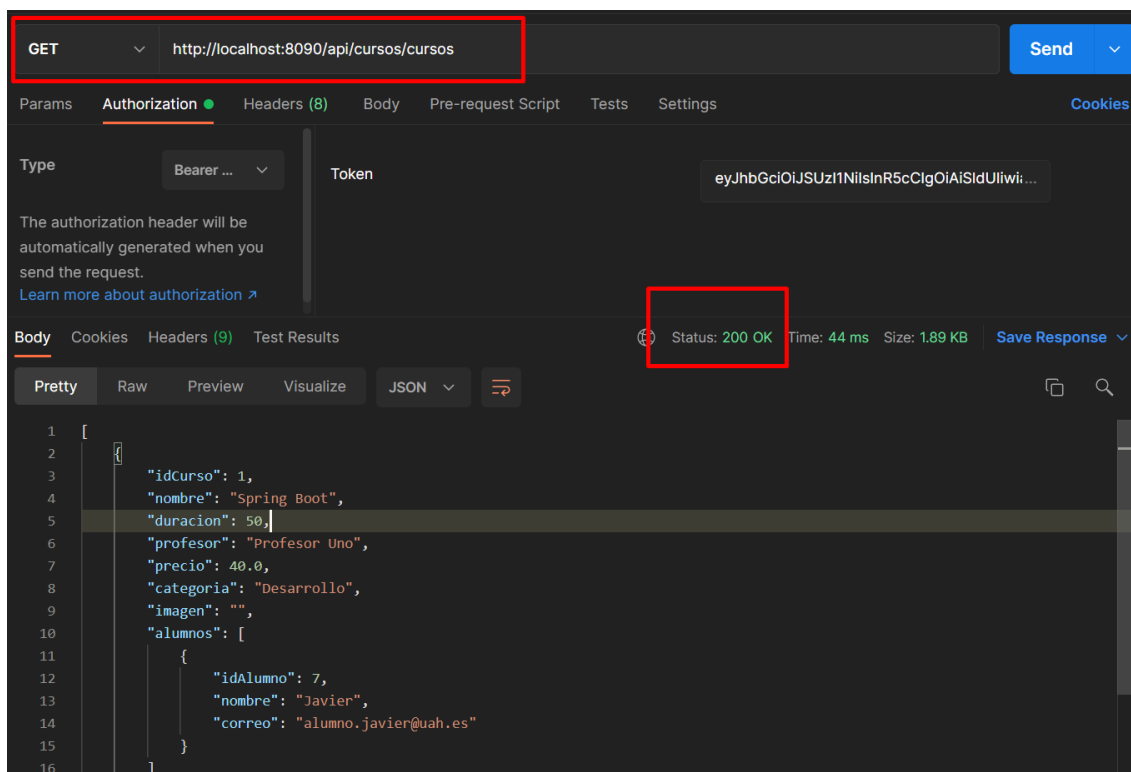 GET http://localhost:8090/api/cursos/cursos Send
Params Authorization Headers (8) Body Pre-request Script Tests Settings Cookies
Type Bearer ... Token eyJhbGciOiJSUzI1NiIsInR5cCIgOiAiSldUIiwia...
The authorization header will be
automatically generated when you
send the request.
Learn more about authorization ↗
Body Cookies Headers (9) Test Results Status: 200 OK Time: 44 ms Size: 1.89 KB Save Response
Pretty Raw Preview Visualize JSON
1 [
2 {
3 "idCurso": 1,
4 "nombre": "Spring Boot",
5 "duracion": 50,
6 "profesor": "Profesor Uno",
7 "precio": 40.0,
8 "categoria": "Desarrollo",
9 "imagen": "",
10 "alumnos": [
11 {
12 "idAlumno": 7,
13 "nombre": "Javier",
14 "correo": "alumno.javier@uah.es"
15 }
16 ]